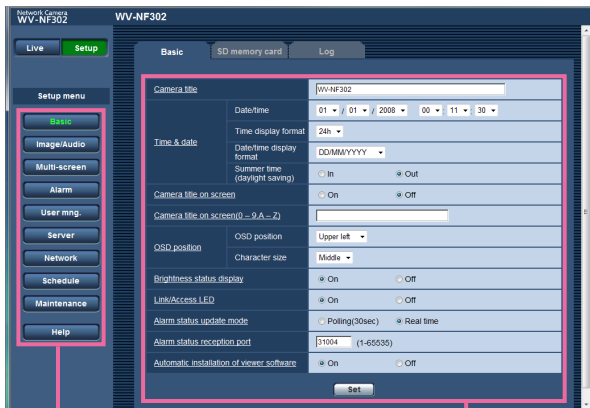 Network Camera
WV-NF302
WV-NF302
Live Setup
Setup menu
Basic
Image/Audio
Multi-screen
Alarm
User mng.
Server
Network
Schedule
Maintenance
Help
Basic SD memory card Log
Camera title WV-NF302
Time & date
Date/time 01 / 01 / 2008 00 : 11 : 30
Time display format 24h
Date/time display
format DD/MM/YYYY
Summer time
(daylight saving) In Out
Camera title on screen On Off
Camera title on screen(0 – 9,A – Z)
OSD position
OSD position Upper left
Character size Middle
Brightness status display On Off
Link/Access LED On Off
Alarm status update
mode Polling(30sec) Real time
Alarm status reception
port 31004 (1-65535)
Automatic installation of viewer software On Off
Set